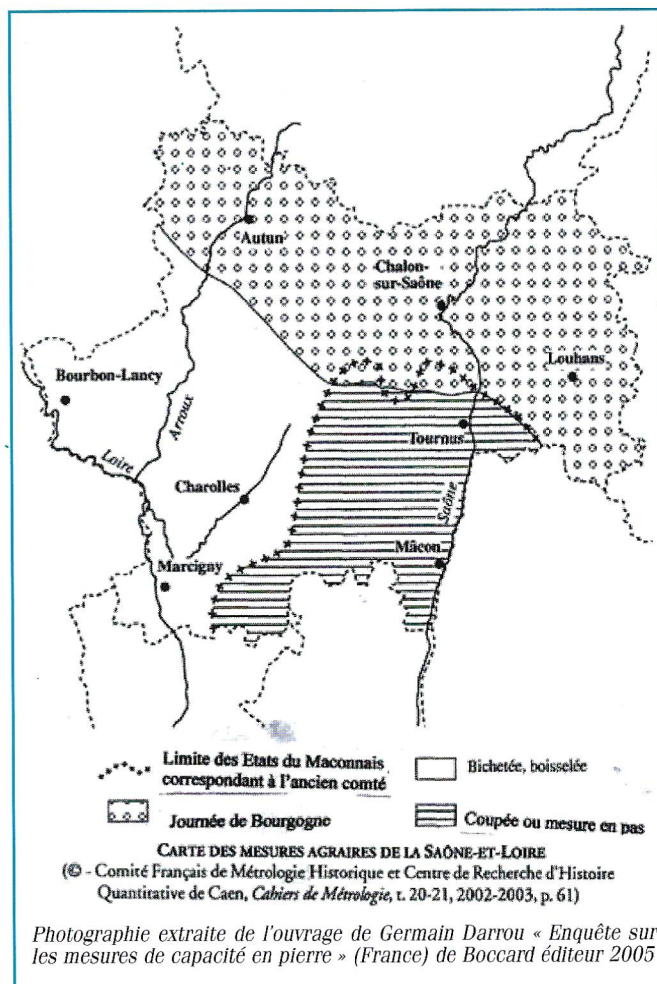 Autun
Chalon-
sur-Saône
Louhans
Bourbon-Lancy
Arroux
Tournus
Loire
Charolles
Saône
Mâcon
Marcigny
Limite des Etats du Maconnais
correspondant à l'ancien comté
Bichetée, boisselée
Journée de Bourgogne
Coupée ou mesure en pas
CARTE DES MESURES AGRAIRES DE LA SAÔNE-ET-LOIRE
(© - Comité Français de Métrologie Historique et Centre de Recherche d'Histoire
Quantitative de Caen, Cahiers de Métrologie, t. 20-21, 2002-2003, p. 61)
Photographie extraite de l'ouvrage de Germain Darrou « Enquête sur
les mesures de capacité en pierre » (France) de Boccard éditeur 2005